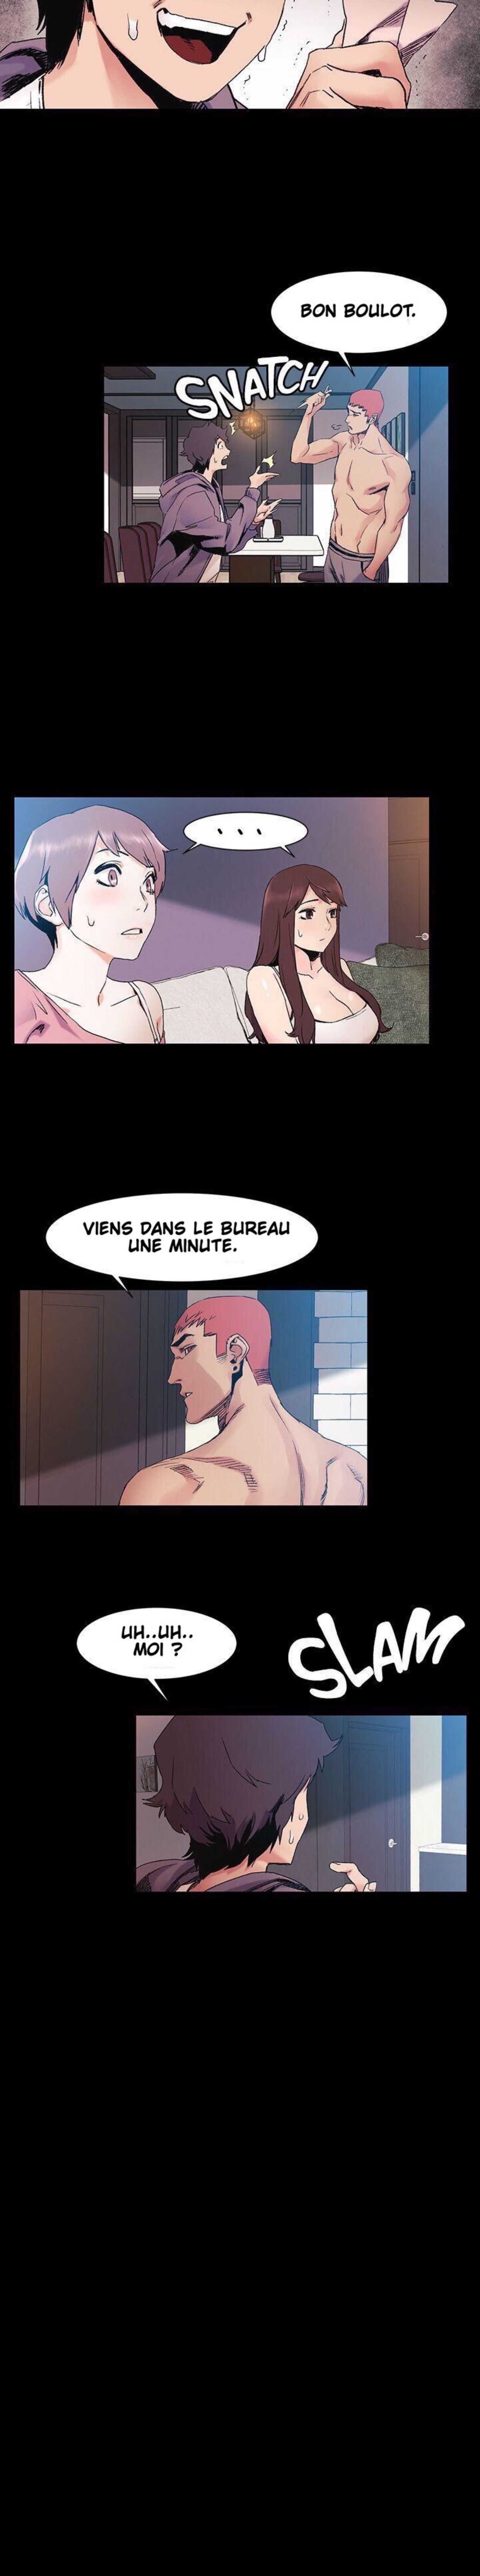 BON BOULOT.
SNATCH
...
VIENS DANS LE BUREAU
UNE MINUTE.
UH..UH..
MOI ?
SLAM